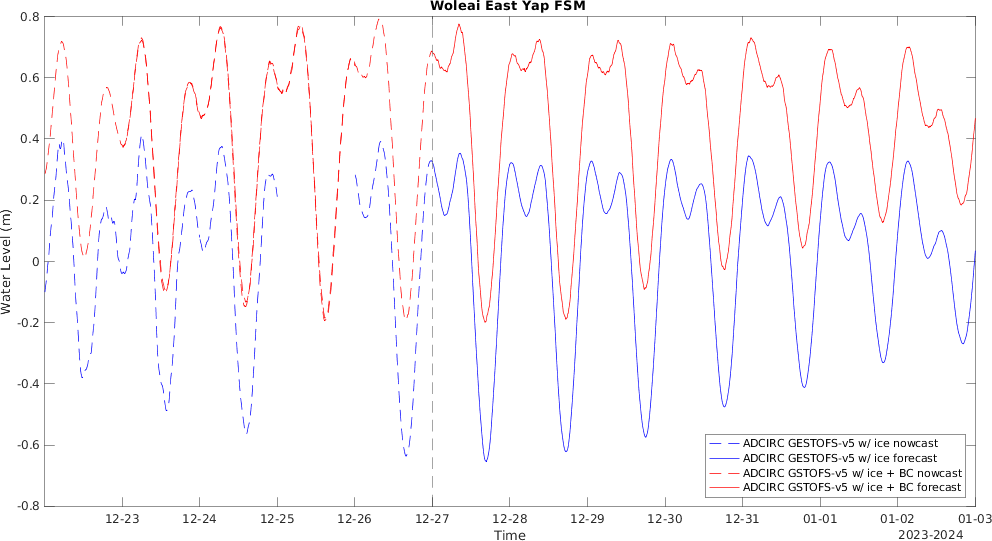 Woleai East Yap FSM
0.8
0.6
0.4
0.2
0
-0.2
-0.4
-0.6
-0.8
Water Level (m)
12-23 12-24 12-25 12-26 12-27 12-28 12-29 12-30 12-31 01-01 01-02 01-03
Time
2023-2024
ADCIRC GESTOFS-v5 w/ ice nowcast
ADCIRC GESTOFS-v5 w/ ice forecast
ADCIRC GSTOFS-v5 w/ ice + BC nowcast
ADCIRC GSTOFS-v5 w/ ice + BC forecast